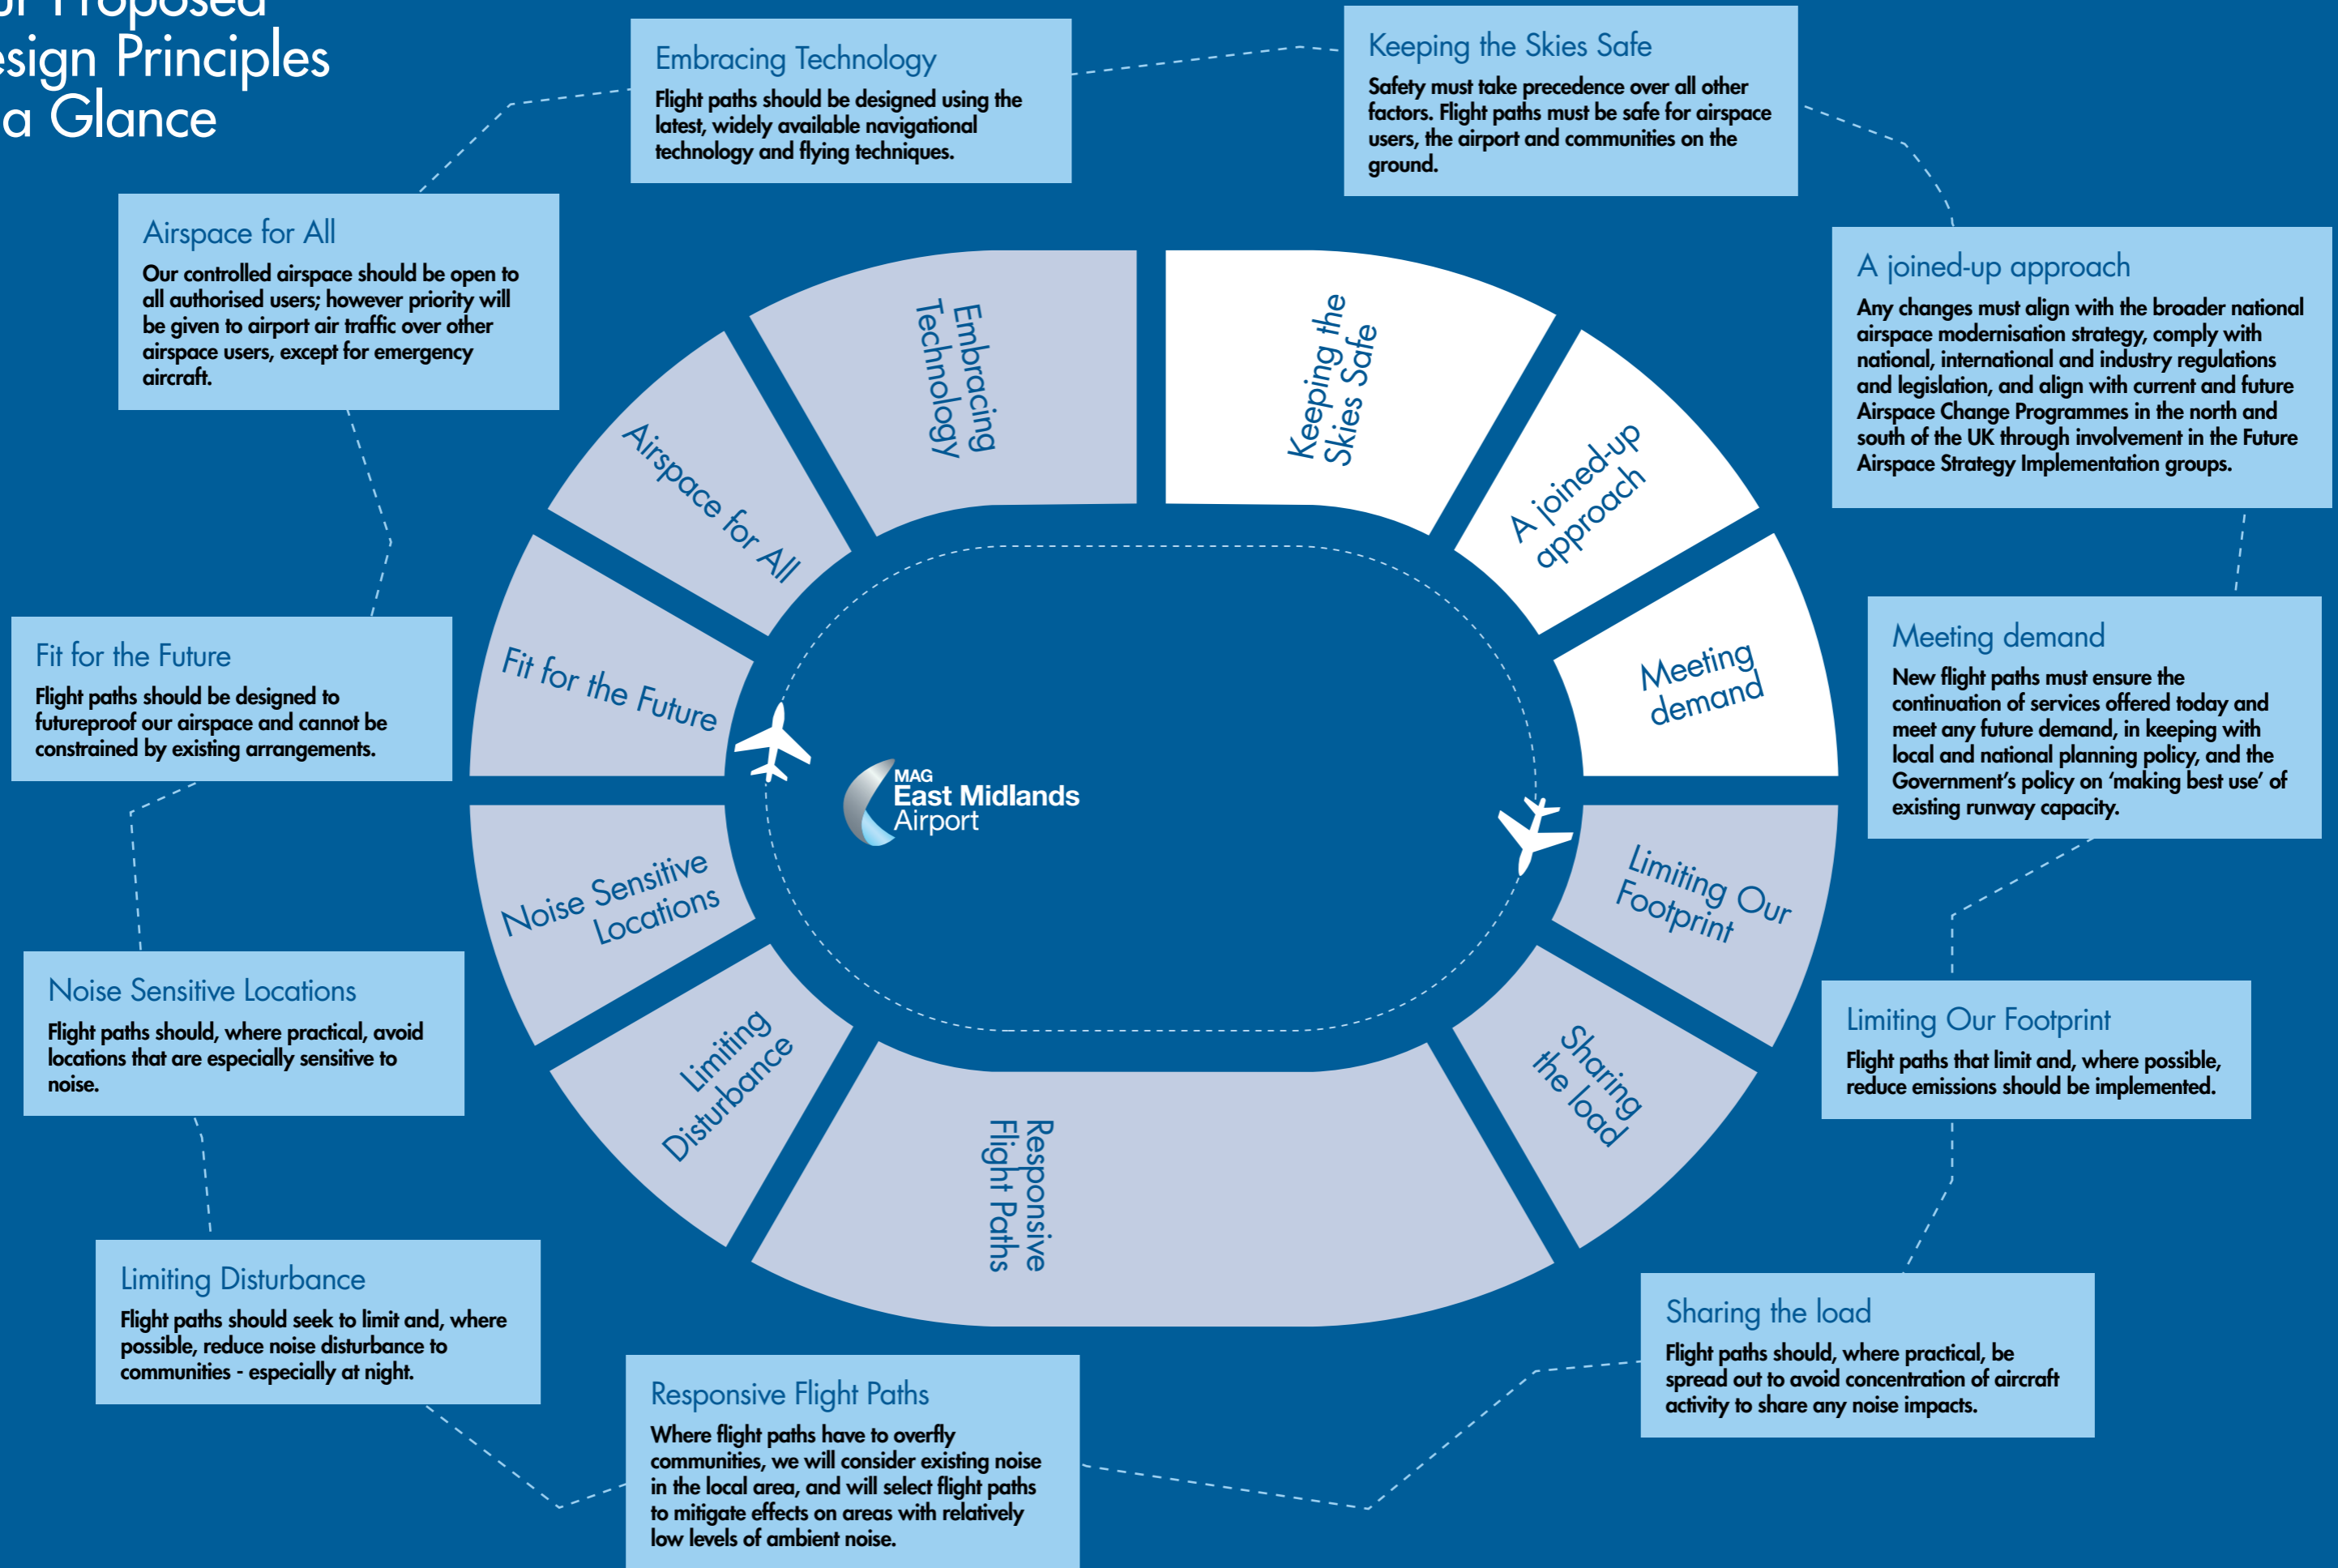 ur Proposed
esign Principles
a Glance
Embracing Technology
Flight paths should be designed using the
latest, widely available navigational
technology and flying techniques.
Keeping the Skies Safe
Safety must take precedence over all other
factors. Flight paths must be safe for airspace
users, the airport and communities on the
ground.
Airspace for All
Our controlled airspace should be open to
all authorised users; however priority will
be given to airport air traffic over other
airspace users, except for emergency
aircraft.
A joined-up approach
Any changes must align with the broader national
airspace modernisation strategy, comply with
national, international and industry regulations
and legislation, and align with current and future
Airspace Change Programmes in the north and
south of the UK through involvement in the Future
Airspace Strategy Implementation groups.
Fit for the Future
Flight paths should be designed to
futureproof our airspace and cannot be
constrained by existing arrangements.
Meeting demand
New flight paths must ensure the
continuation of services offered today and
meet any future demand, in keeping with
local and national planning policy, and the
Government's policy on 'making best use' of
existing runway capacity.
Noise Sensitive Locations
Flight paths should, where practical, avoid
locations that are especially sensitive to
noise.
Limiting Our Footprint
Flight paths that limit and, where possible,
reduce emissions should be implemented.
Limiting Disturbance
Flight paths should seek to limit and, where
possible, reduce noise disturbance to
communities - especially at night.
Sharing the load
Flight paths should, where practical, be
spread out to avoid concentration of aircraft
activity to share any noise impacts.
Responsive Flight Paths
Where flight paths have to overfly
communities, we will consider existing noise
in the local area, and will select flight paths
to mitigate effects on areas with relatively
low levels of ambient noise.
Embracing
Technology
Keeping the
Skies Safe
A joined-up
approach
Meeting
demand
Limiting Our
Footprint
Sharing
the load
Responsive
Flight Paths
Limiting
Disturbance
Noise Sensitive
Locations
Fit for the Future
Airspace for All
MAG
East Midlands
Airport